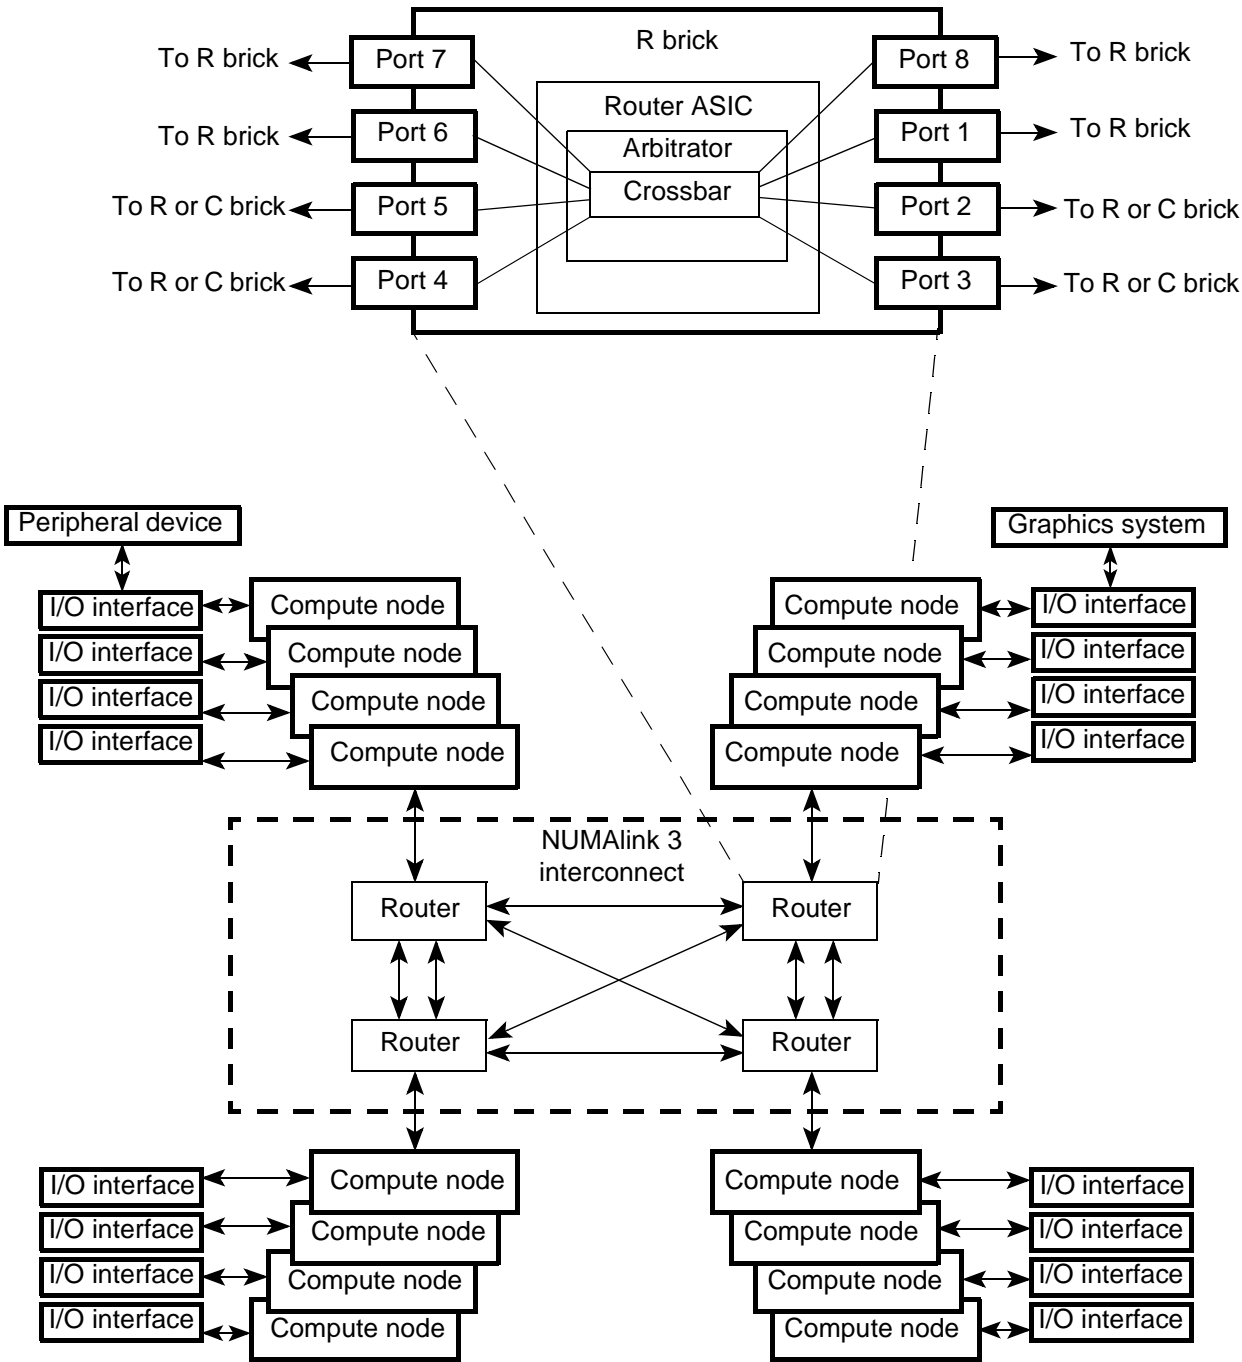 R brick
To R brick
Port 7
Port 8
To R brick
Router ASIC
To R brick
Port 6
Port 1
To R brick
Arbitrator
Crossbar
To R or C brick
Port 5
Port 2
To R or C brick
To R or C brick
Port 4
Port 3
To R or C brick
Peripheral device
Graphics system
I/O interface
Compute node
Compute node
I/O interface
I/O interface
Compute node
Compute node
I/O interface
I/O interface
Compute node
Compute node
I/O interface
I/O interface
Compute node
Compute node
I/O interface
NUMAlink 3
interconnect
Router
Router
Router
Router
I/O interface
Compute node
Compute node
I/O interface
I/O interface
Compute node
Compute node
I/O interface
I/O interface
Compute node
Compute node
I/O interface
I/O interface
Compute node
Compute node
I/O interface